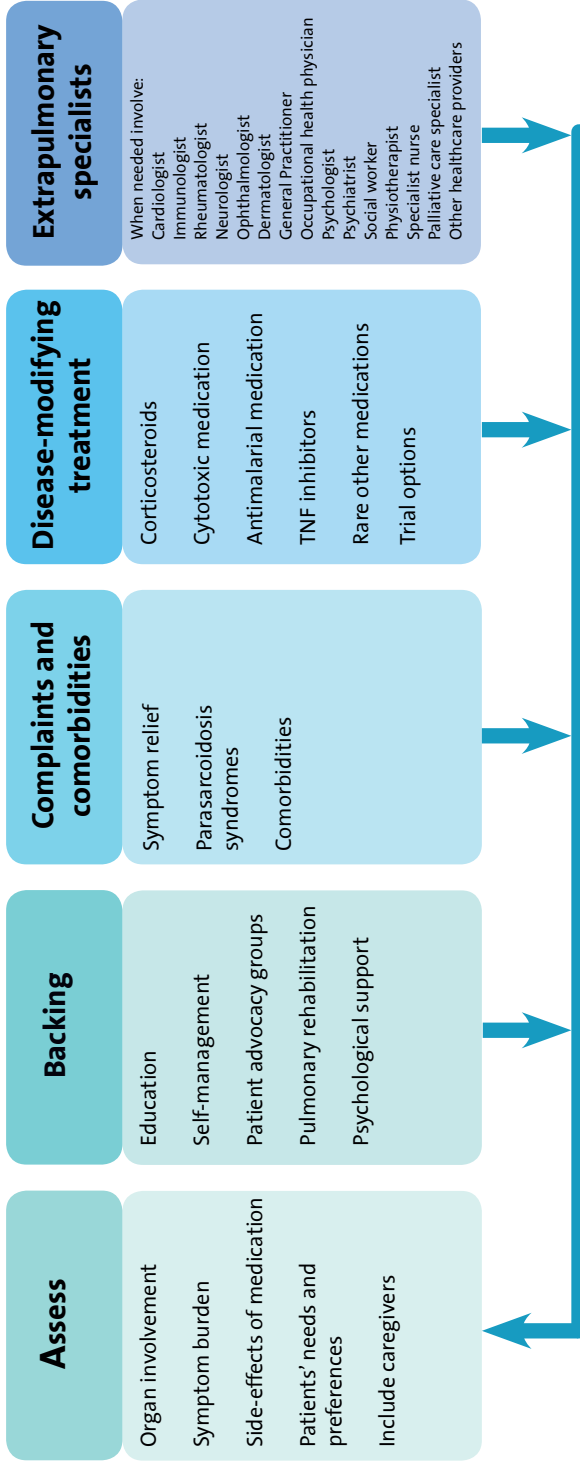 Assess
Organ involvement
Symptom burden
Side-effects of medication
Patients' needs and
preferences
Include caregivers
Backing
Education
Self-management
Patient advocacy groups
Pulmonary rehabilitation
Psychological support
Complaints and
comorbidities
Symptom relief
Parasarcoidosis
syndromes
Comorbidities
Disease-modifying
treatment
Corticosteroids
Cytotoxic medication
Antimalarial medication
TNF inhibitors
Rare other medications
Trial options
Extrapulmonary
specialists
When needed involve:
Cardiologist
Immunologist
Rheumatologist
Neurologist
Ophthalmologist
Dermatologist
General Practitioner
Occupational health physician
Psychologist
Psychiatrist
Social worker
Physiotherapist
Specialist nurse
Palliative care specialist
Other healthcare providers